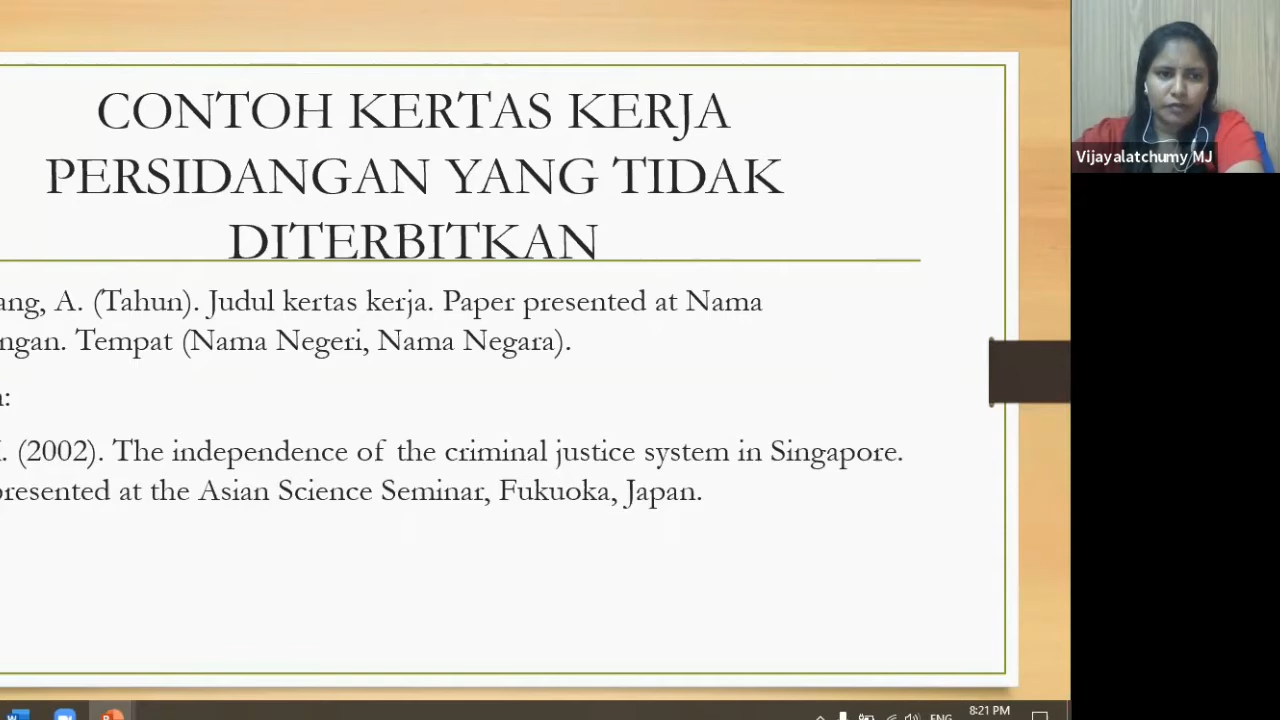 CONTOH KERTAS KERJA
PERSIDANGAN YANG TIDAK
DITERBITKAN
ang, A. (Tahun). Judul kertas kerja. Paper presented at Nama
ngan. Tempat (Nama Negeri, Nama Negara).
:
. (2002). The independence of the criminal justice system in Singapore.
presented at the Asian Science Seminar, Fukuoka, Japan.
Vijayalatchumy MJ
ENG
8:21 PM